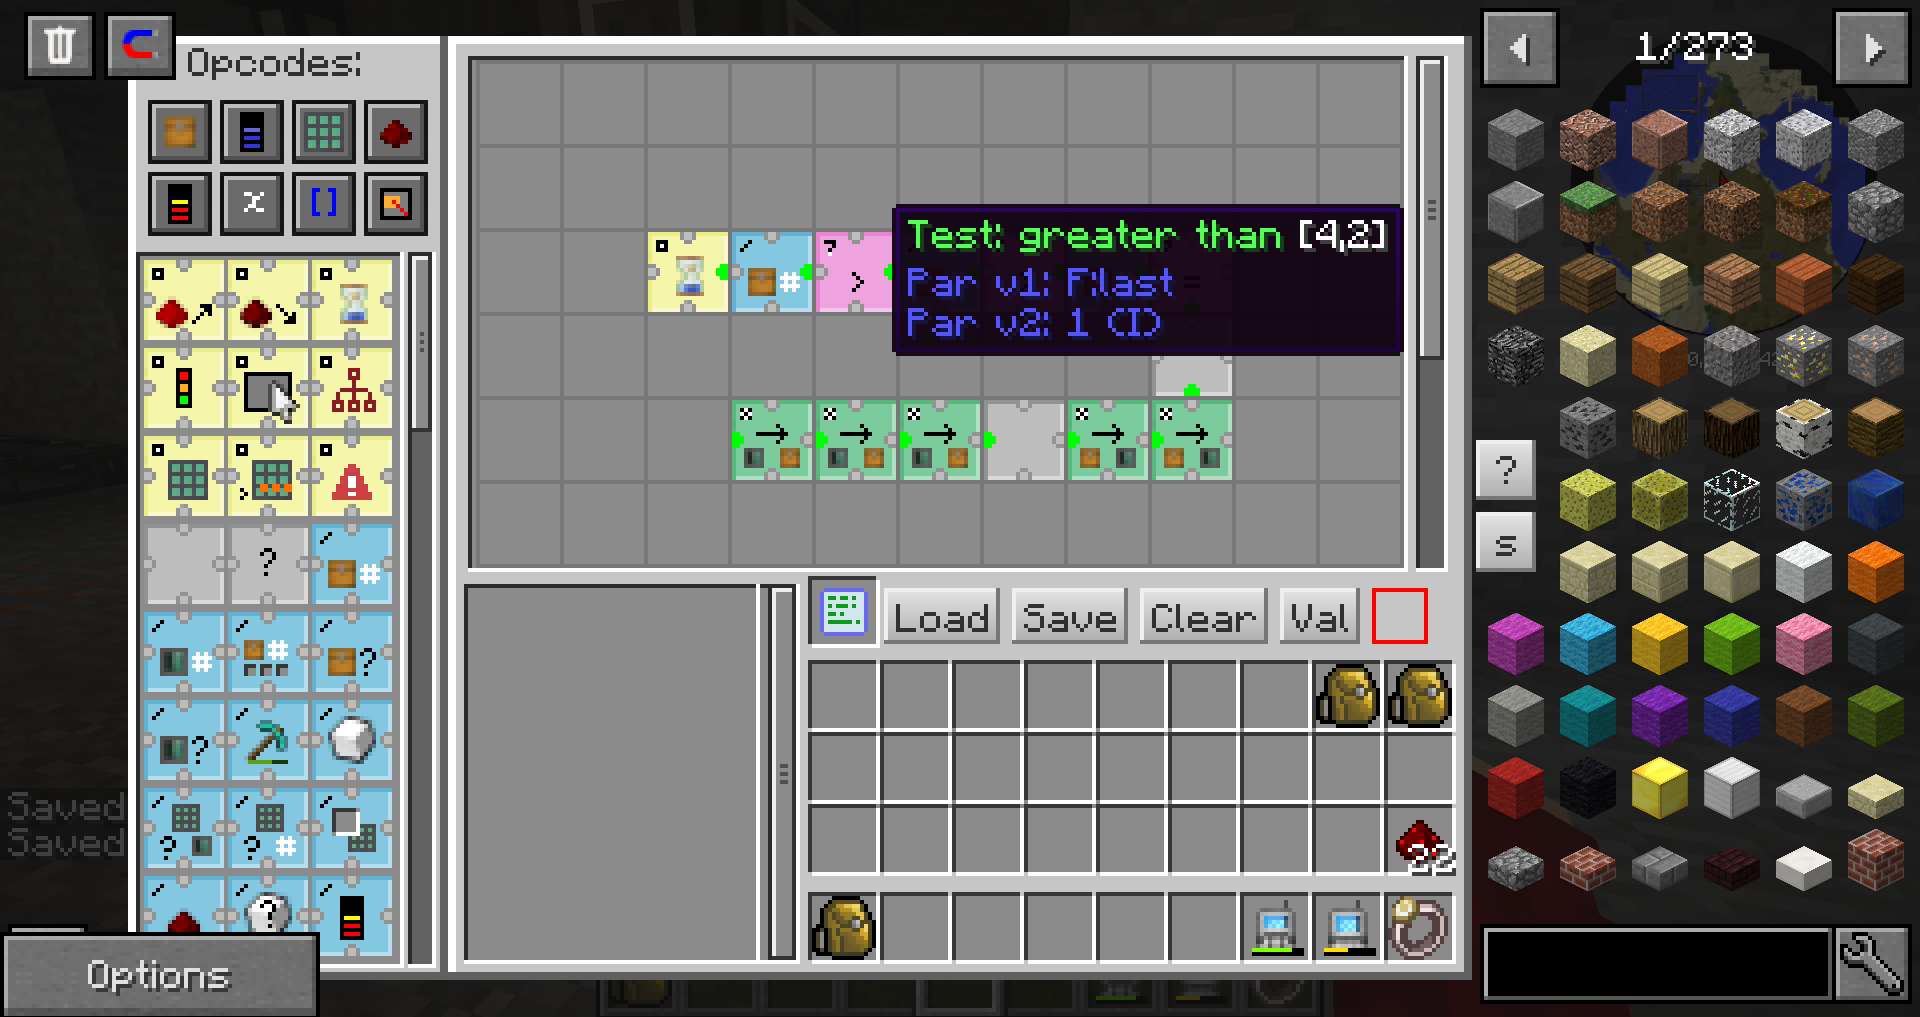 Opcodes:
1/273
Test: greater than [4,2]
Par v1: F:last
Par v2: 1 (I)
Load
Save
Clear
Val
?
s
Saved
Saved
22
Options